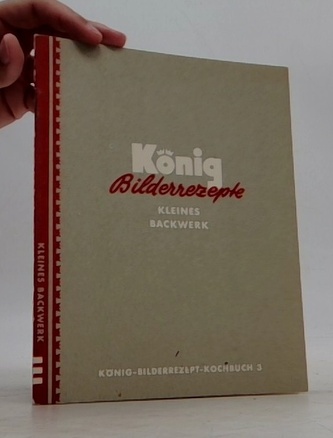 König
Bilderrezepte
KLEINES
BACKWERK
KÖNIG-BILDERREZEPT-KOCHBUCH 3
KLEINES BACKWERK